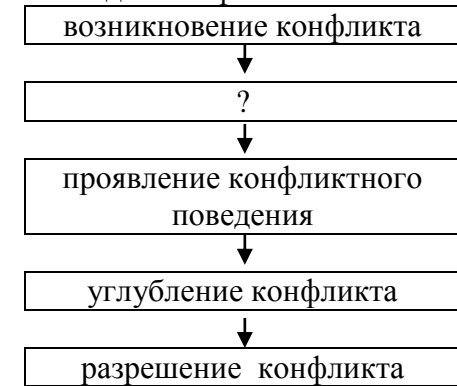 возникновение конфликта
?
проявление конфликтного
поведения
углубление конфликта
разрешение конфликта